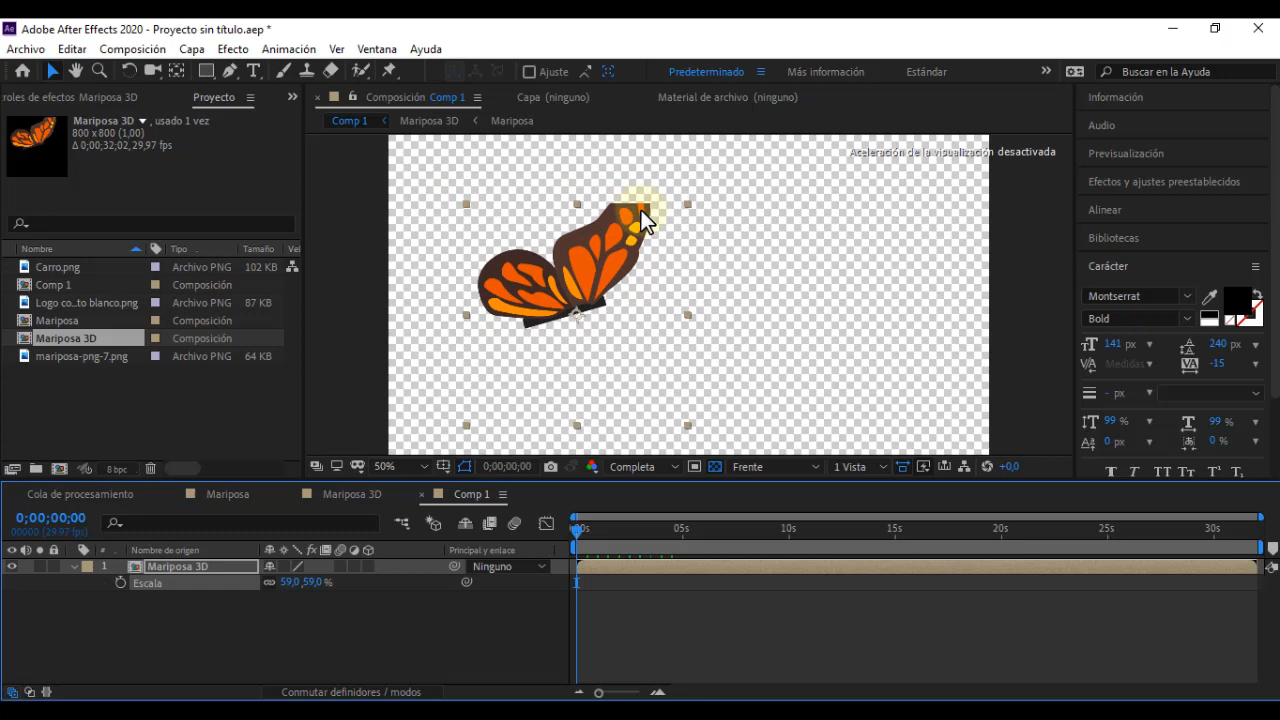 Ae Adobe After Effects 2020 - Proyecto sin título.aep *
Archivo Editar Composición Capa Efecto Animación Ver Ventana Ayuda
Ajuste Predeterminado Más información Estándar Buscar en la Ayuda
roles de efectos Mariposa 3D Proyecto
Composición Comp 1 Capa (ninguno) Material de archivo (ninguno)
Mariposa 3D, usado 1 vez
800 x 800 (1,00)
Δ 0;00;32;02, 29,97 fps
Comp 1 Mariposa 3D Mariposa
Aceleración de la visualización desactivada
Nombre Tipo Tamaño Vel
Carro.png Archivo PNG 102 KB
Comp 1 Composición
Logo co...to blanco.png Archivo PNG 87 KB
Mariposa Composición
Mariposa 3D Composición
mariposa-png-7.png Archivo PNG 64 KB
8 bpc
50% 0;00;00;00 Completa Frente 1 Vista +0,0
Información
Audio
Previsualización
Efectos y ajustes preestablecidos
Alinear
Bibliotecas
Carácter
Montserrat
Bold
141 px 240 px
Medidas -15
- px
99 % 99 %
0 px 0 %
T T TT Tr T¹ T₁
Cola de procesamiento Mariposa Mariposa 3D Comp 1
0;00;00;00
00000 (29.97 fps)
:00s 05s 10s 15s 20s 25s 30s
# Nombre de origen fx Principal y enlace
1 Mariposa 3D Ninguno
Escala 59,0,59,0 %
Conmutar definidores / modos